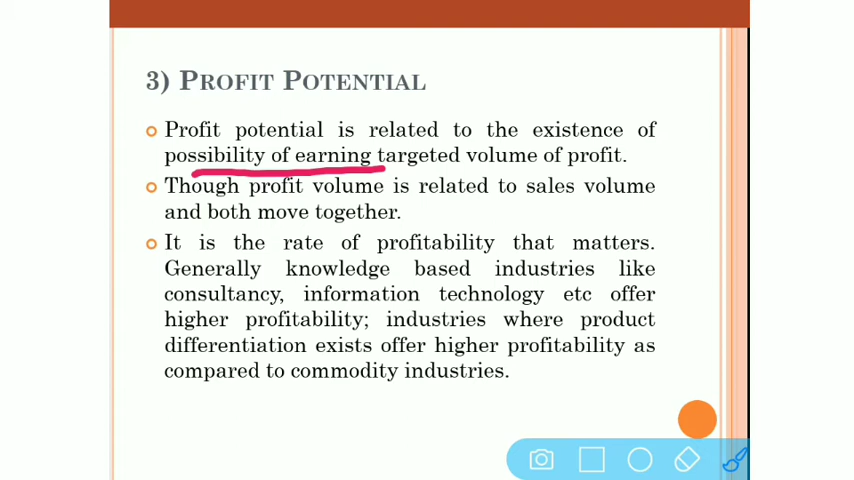 3) PROFIT POTENTIAL
Profit potential is related to the existence of
possibility of earning targeted volume of profit.
Though profit volume is related to sales volume
and both move together.
It is the rate of profitability that matters.
Generally knowledge based industries like
consultancy, information technology etc offer
higher profitability; industries where product
differentiation exists offer higher profitability as
compared to commodity industries.